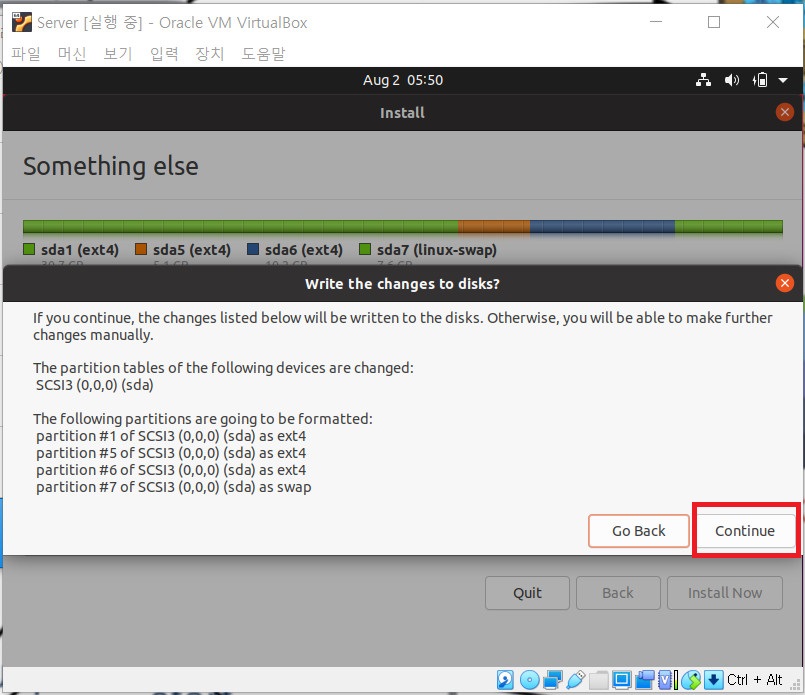 Server [실행 중] - Oracle VM VirtualBox
파일 머신 보기 입력 장치 도움말
Aug 2 05:50
Install
Something else
sda1 (ext4) sda5 (ext4) sda6 (ext4) sda7 (linux-swap)
Write the changes to disks?
If you continue, the changes listed below will be written to the disks. Otherwise, you will be able to make further
changes manually.
The partition tables of the following devices are changed:
SCSI3 (0,0,0) (sda)
The following partitions are going to be formatted:
partition #1 of SCSI3 (0,0,0) (sda) as ext4
partition #5 of SCSI3 (0,0,0) (sda) as ext4
partition #6 of SCSI3 (0,0,0) (sda) as ext4
partition #7 of SCSI3 (0,0,0) (sda) as swap
Go Back Continue
Quit Back Install Now
Ctrl + Alt